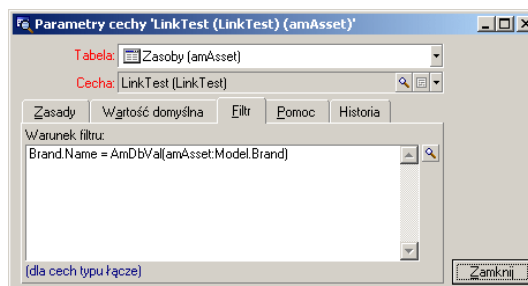 Parametry cechy 'LinkTest (LinkTest) (amAsset)'
Tabela: Zasoby (amAsset)
Cecha: LinkTest (LinkTest)
Zasady Wartość domyślna Filtr Pomoc Historia
Warunek filtru:
Brand.Name = AmDbVal(amAsset:Model.Brand)
(dla cech typu łącze)
Zamknij